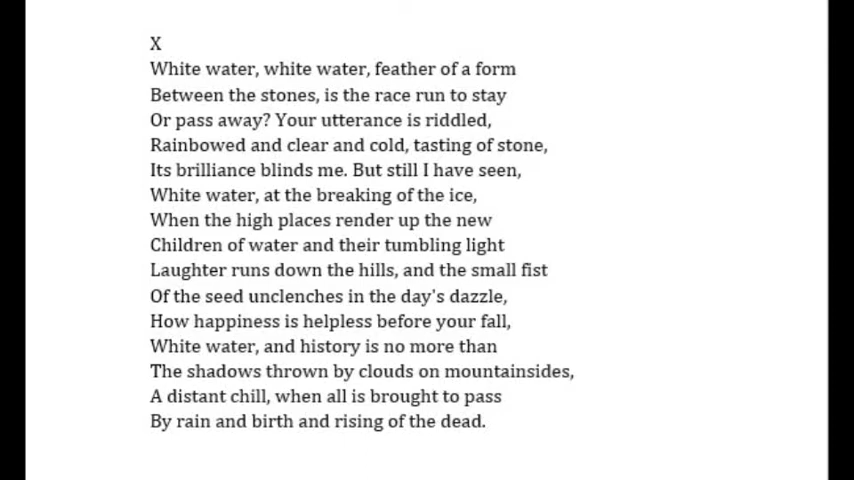 X
White water, white water, feather of a form
Between the stones, is the race run to stay
Or pass away? Your utterance is riddled,
Rainbowed and clear and cold, tasting of stone,
Its brilliance blinds me. But still I have seen,
White water, at the breaking of the ice,
When the high places render up the new
Children of water and their tumbling light
Laughter runs down the hills, and the small fist
Of the seed unclenches in the day's dazzle,
How happiness is helpless before your fall,
White water, and history is no more than
The shadows thrown by clouds on mountainsides,
A distant chill, when all is brought to pass
By rain and birth and rising of the dead.